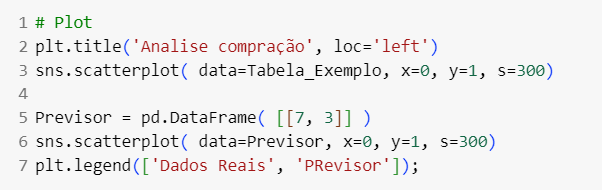 1 # Plot
2 plt.title('Analise compração', loc='left')
3 sns.scatterplot( data=Tabela_Exemplo, x=0, y=1, s=300)
4
5 Previsor = pd.DataFrame( [[7, 3]] )
6 sns.scatterplot( data=Previsor, x=0, y=1, s=300)
7 plt.legend(['Dados Reais', 'PRevisor']);